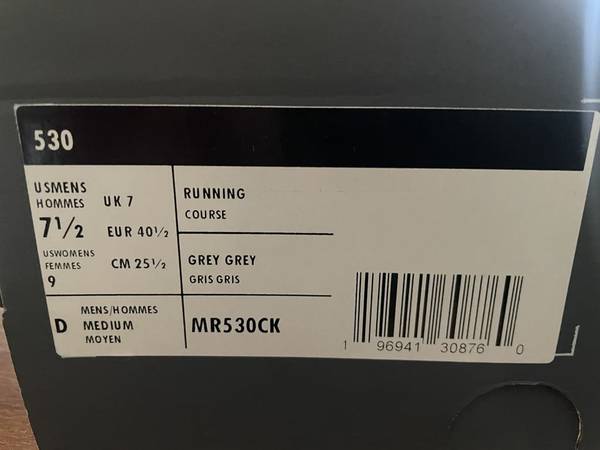 530
USMENS
HOMMES
UK 7
7½
EUR 40½
USWOMENS
FEMMES
CM 25½
9
D
MENS/HOMMES
MEDIUM
MOYEN
RUNNING
COURSE
GREY GREY
GRIS GRIS
MR530CK
1 96941 30876 0